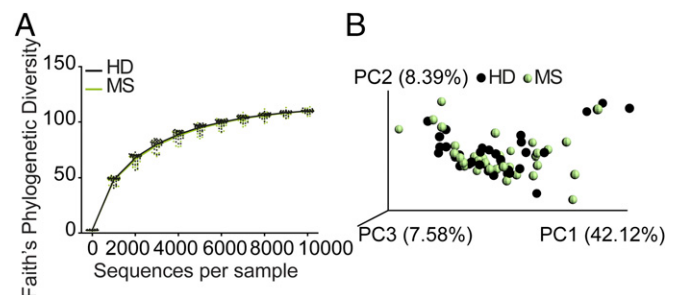 A
Faith's Phylogenetic Diversity
150
100
50
0
HD
MS
0 2000 4000 6000 8000 10000
Sequences per sample
B
PC2 (8.39%) HD MS
PC3 (7.58%) PC1 (42.12%)